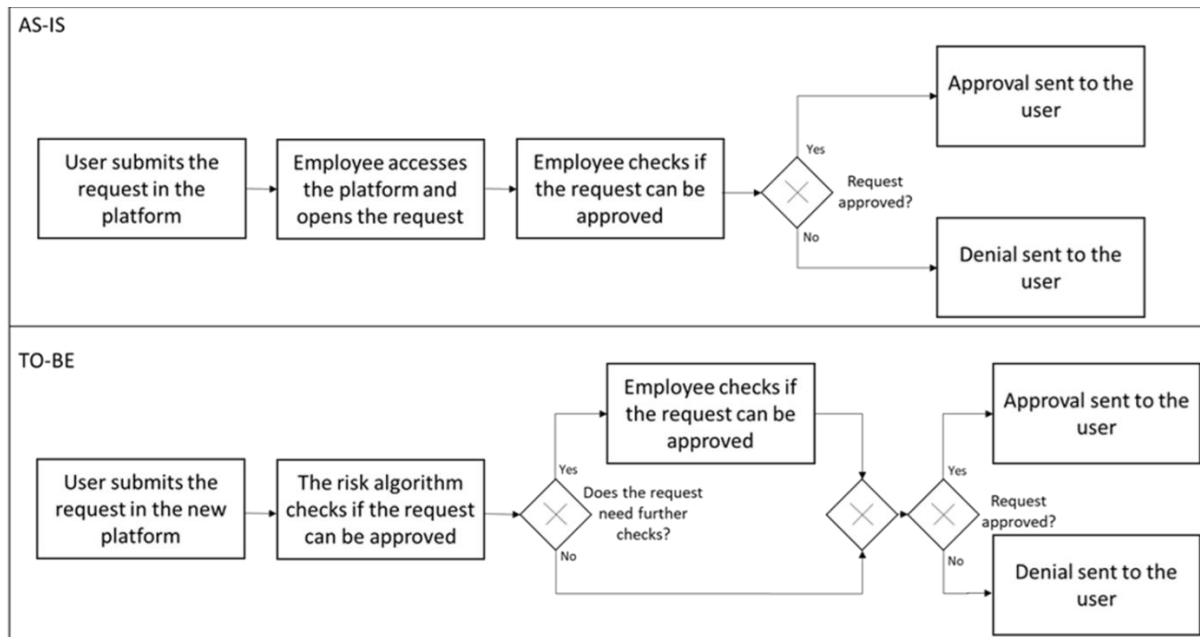 AS-IS
User submits the
request in the
platform
Employee accesses
the platform and
opens the request
Employee checks if
the request can be
approved
Yes
Request
approved?
No
Approval sent to the
user
Denial sent to the
user
TO-BE
User submits the
request in the new
platform
The risk algorithm
checks if the request
can be approved
Yes
Does the request
need further
checks?
No
Employee checks if
the request can be
approved
Yes
Request
approved?
No
Approval sent to the
user
Denial sent to the
user